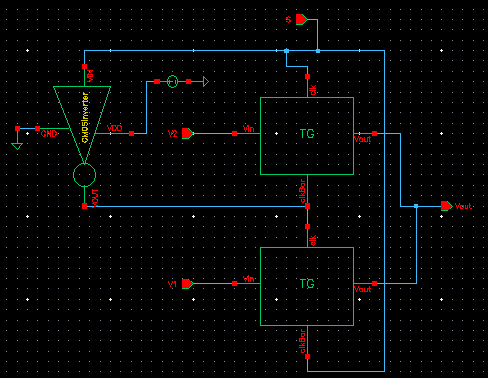 S
clk
Vin
CMOSInverter
GND
VDD
V2
Vin
TG
Vout
clkBar
VOUT
Vout
clk
V1
Vin
TG
Vout
clkBar